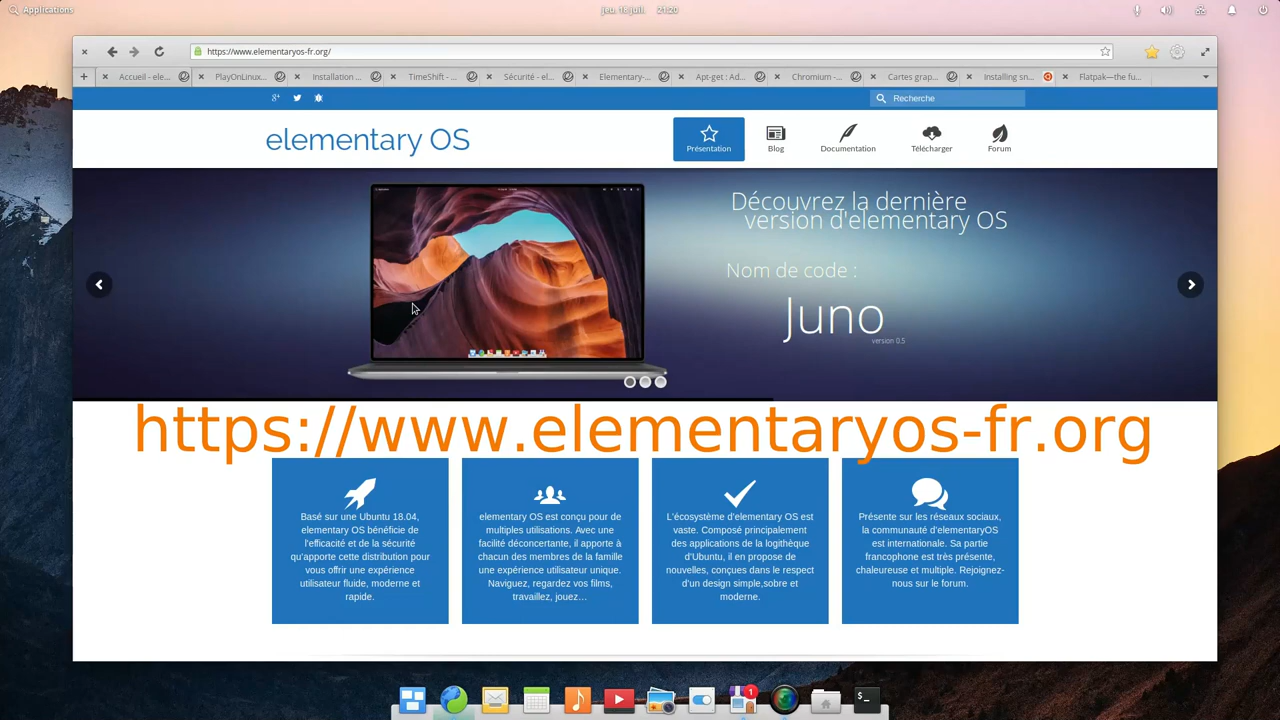 Applications
jeu. 18 juil. 21:20
https://www.elementaryos-fr.org/
Accueil - ele...
PlayOnLinux...
Installation ...
TimeShift - ...
Sécurité - el...
Elementary-...
Apt-get : Ad...
Chromium -...
Cartes grap...
Installing sn...
Flatpak—the fu...
Recherche
elementary OS
Présentation
Blog
Documentation
Télécharger
Forum
Découvrez la dernière
version d'elementary OS
Nom de code :
Juno
version 0.5
https://www.elementaryos-fr.org
Basé sur une Ubuntu 18.04,
elementary OS bénéficie de
l'efficacité et de la sécurité
qu'apporte cette distribution pour
vous offrir une expérience
utilisateur fluide, moderne et
rapide.
elementary OS est conçu pour de
multiples utilisations. Avec une
facilité déconcertante, il apporte à
chacun des membres de la famille
une expérience utilisateur unique.
Naviguez, regardez vos films,
travaillez, jouez…
L'écosystème d'elementary OS est
vaste. Composé principalement
des applications de la logithèque
d'Ubuntu, il en propose de
nouvelles, conçues dans le respect
d'un design simple,sobre et
moderne.
Présente sur les réseaux sociaux,
la communauté d'elementaryOS
est internationale. Sa partie
francophone est très présente,
chaleureuse et multiple. Rejoignez-
nous sur le forum.
1